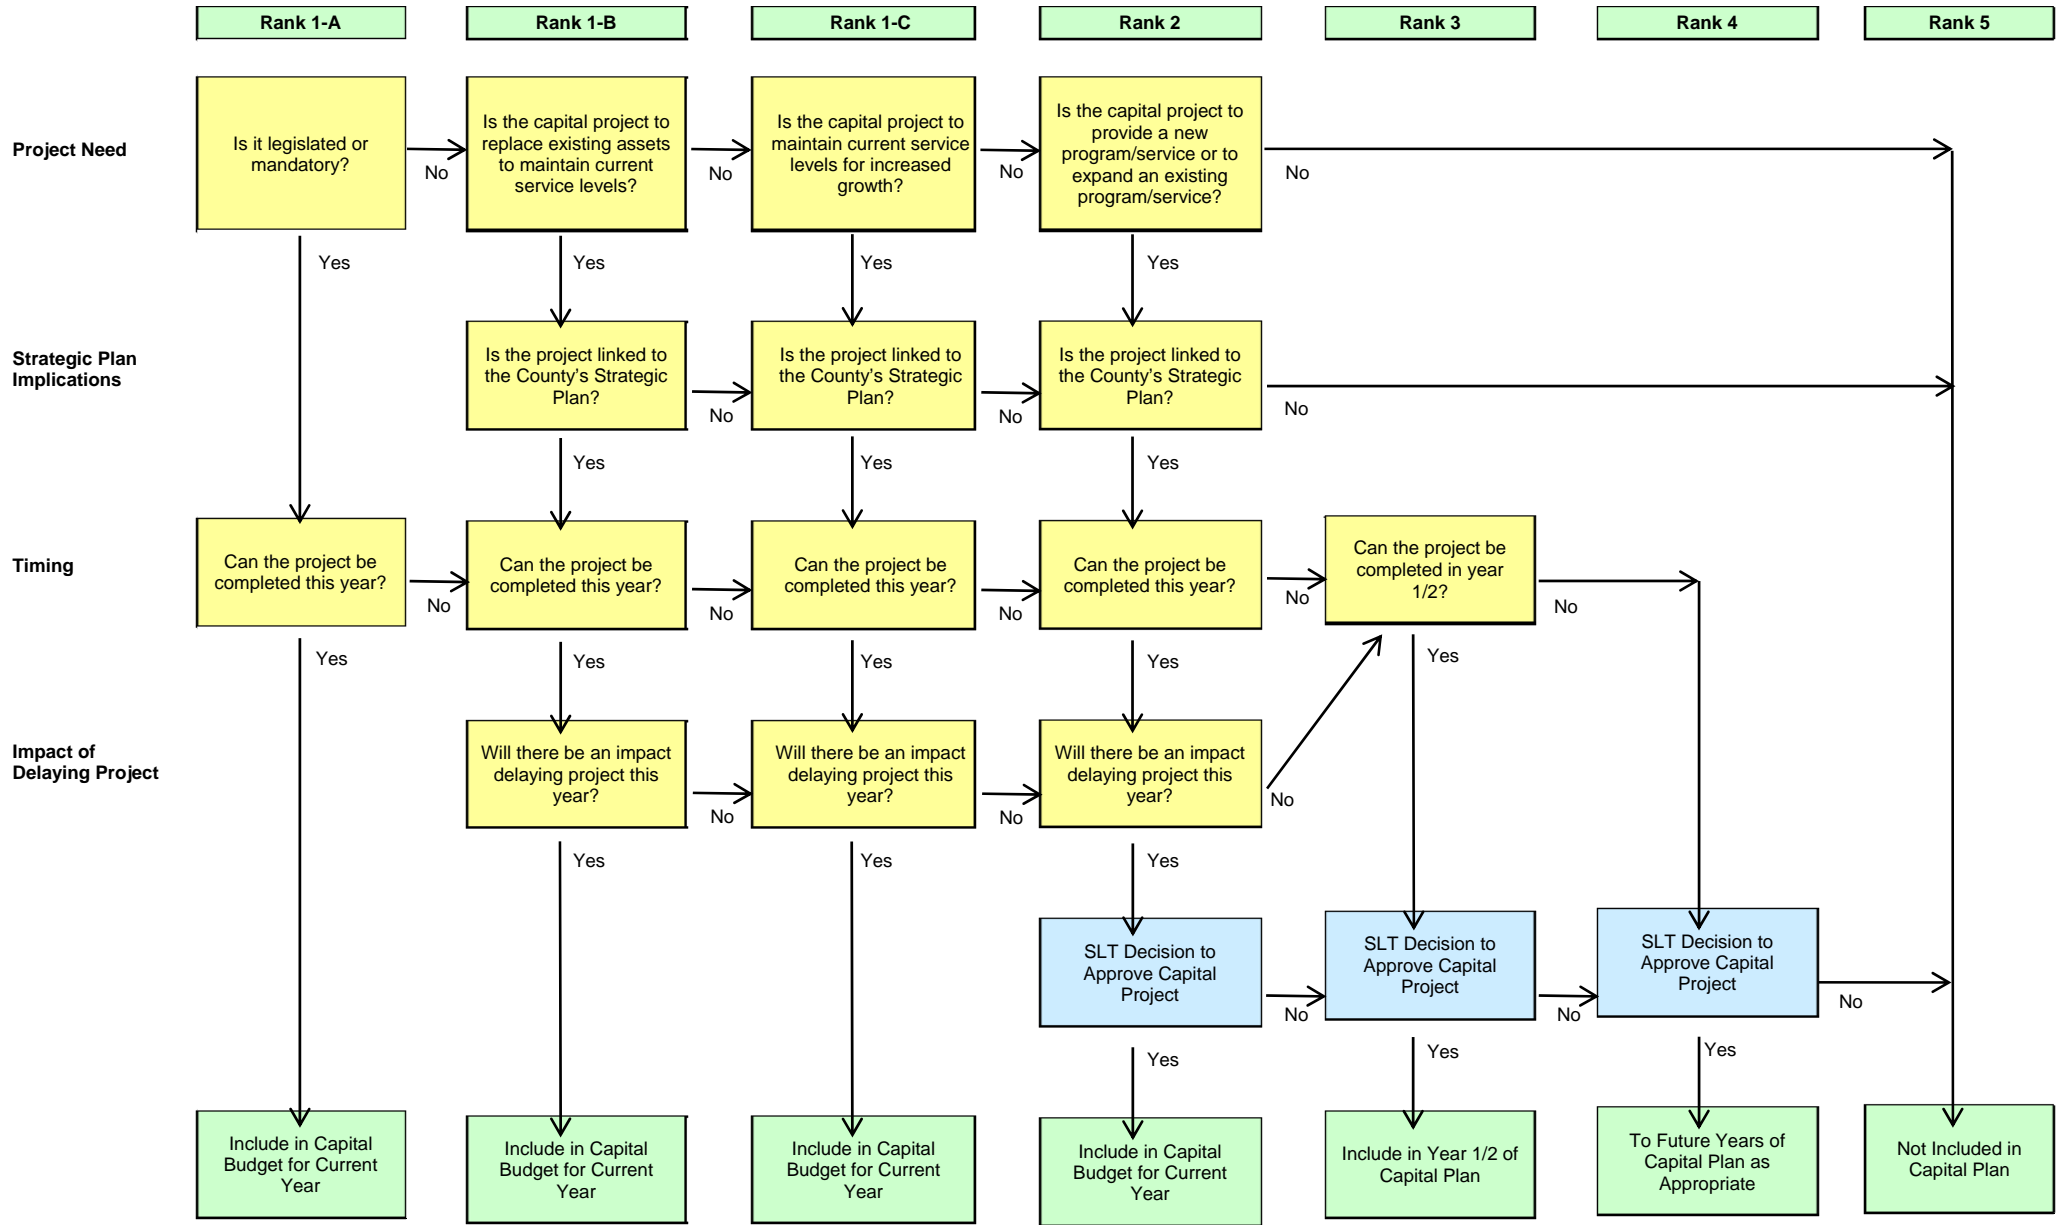 Rank 1-A
Rank 1-B
Rank 1-C
Rank 2
Rank 3
Rank 4
Rank 5
Project Need
Is it legislated or
mandatory?
No
Is the capital project to
replace existing assets
to maintain current
service levels?
No
Is the capital project to
maintain current service
levels for increased
growth?
No
Is the capital project to
provide a new
program/service or to
expand an existing
program/service?
No
Yes
Yes
Yes
Yes
Strategic Plan
Implications
Is the project linked to
the County’s Strategic
Plan?
No
Is the project linked to
the County’s Strategic
Plan?
No
Is the project linked to
the County’s Strategic
Plan?
No
Yes
Yes
Yes
Timing
Can the project be
completed this year?
No
Can the project be
completed this year?
No
Can the project be
completed this year?
No
Can the project be
completed this year?
No
Can the project be
completed in year
1/2?
No
Yes
Yes
Yes
Yes
Yes
Impact of
Delaying Project
Will there be an impact
delaying project this
year?
No
Will there be an impact
delaying project this
year?
No
Will there be an impact
delaying project this
year?
No
Yes
Yes
Yes
SLT Decision to
Approve Capital
Project
No
SLT Decision to
Approve Capital
Project
No
SLT Decision to
Approve Capital
Project
No
Yes
Yes
Yes
Include in Capital
Budget for Current
Year
Include in Capital
Budget for Current
Year
Include in Capital
Budget for Current
Year
Include in Capital
Budget for Current
Year
Include in Year 1/2 of
Capital Plan
To Future Years of
Capital Plan as
Appropriate
Not Included in
Capital Plan